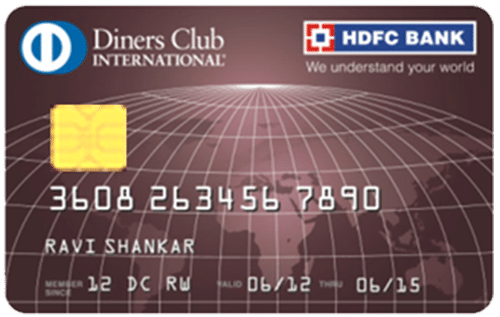 Diners Club
INTERNATIONAL®
HDFC BANK
We understand your world
3608 263456 7890
RAVI SHANKAR
MEMBER SINCE 12 DC RW VALID 06/12 THRU 06/15